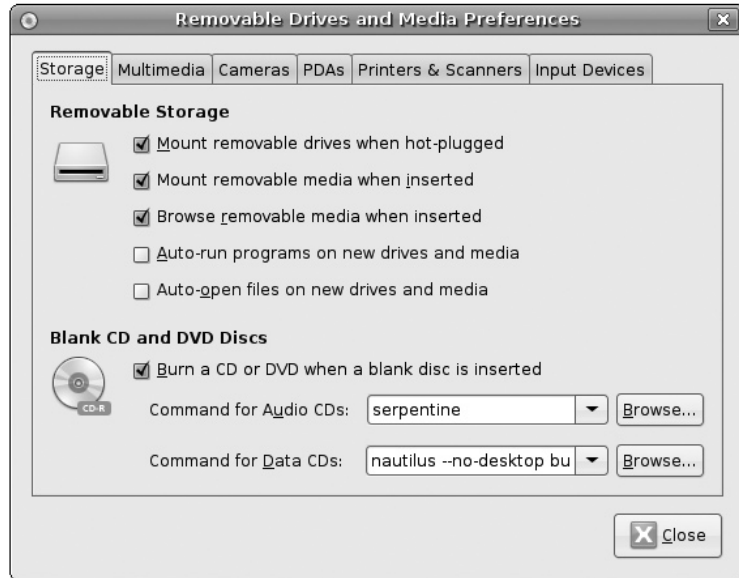 Removable Drives and Media Preferences
Storage Multimedia Cameras PDAs Printers & Scanners Input Devices
Removable Storage
Mount removable drives when hot-plugged
Mount removable media when inserted
Browse removable media when inserted
Auto-run programs on new drives and media
Auto-open files on new drives and media
Blank CD and DVD Discs
CD-R
Burn a CD or DVD when a blank disc is inserted
Command for Audio CDs: serpentine Browse...
Command for Data CDs: nautilus --no-desktop bu Browse...
Close